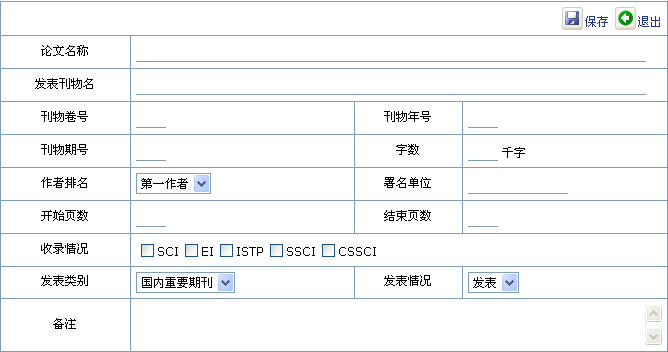 保存 退出
论文名称
发表刊物名
刊物卷号 刊物年号
刊物期号 字数 千字
作者排名 第一作者 署名单位
开始页数 结束页数
收录情况 SCI EI ISTP SSCI CSSCI
发表类别 国内重要期刊 发表情况 发表
备注